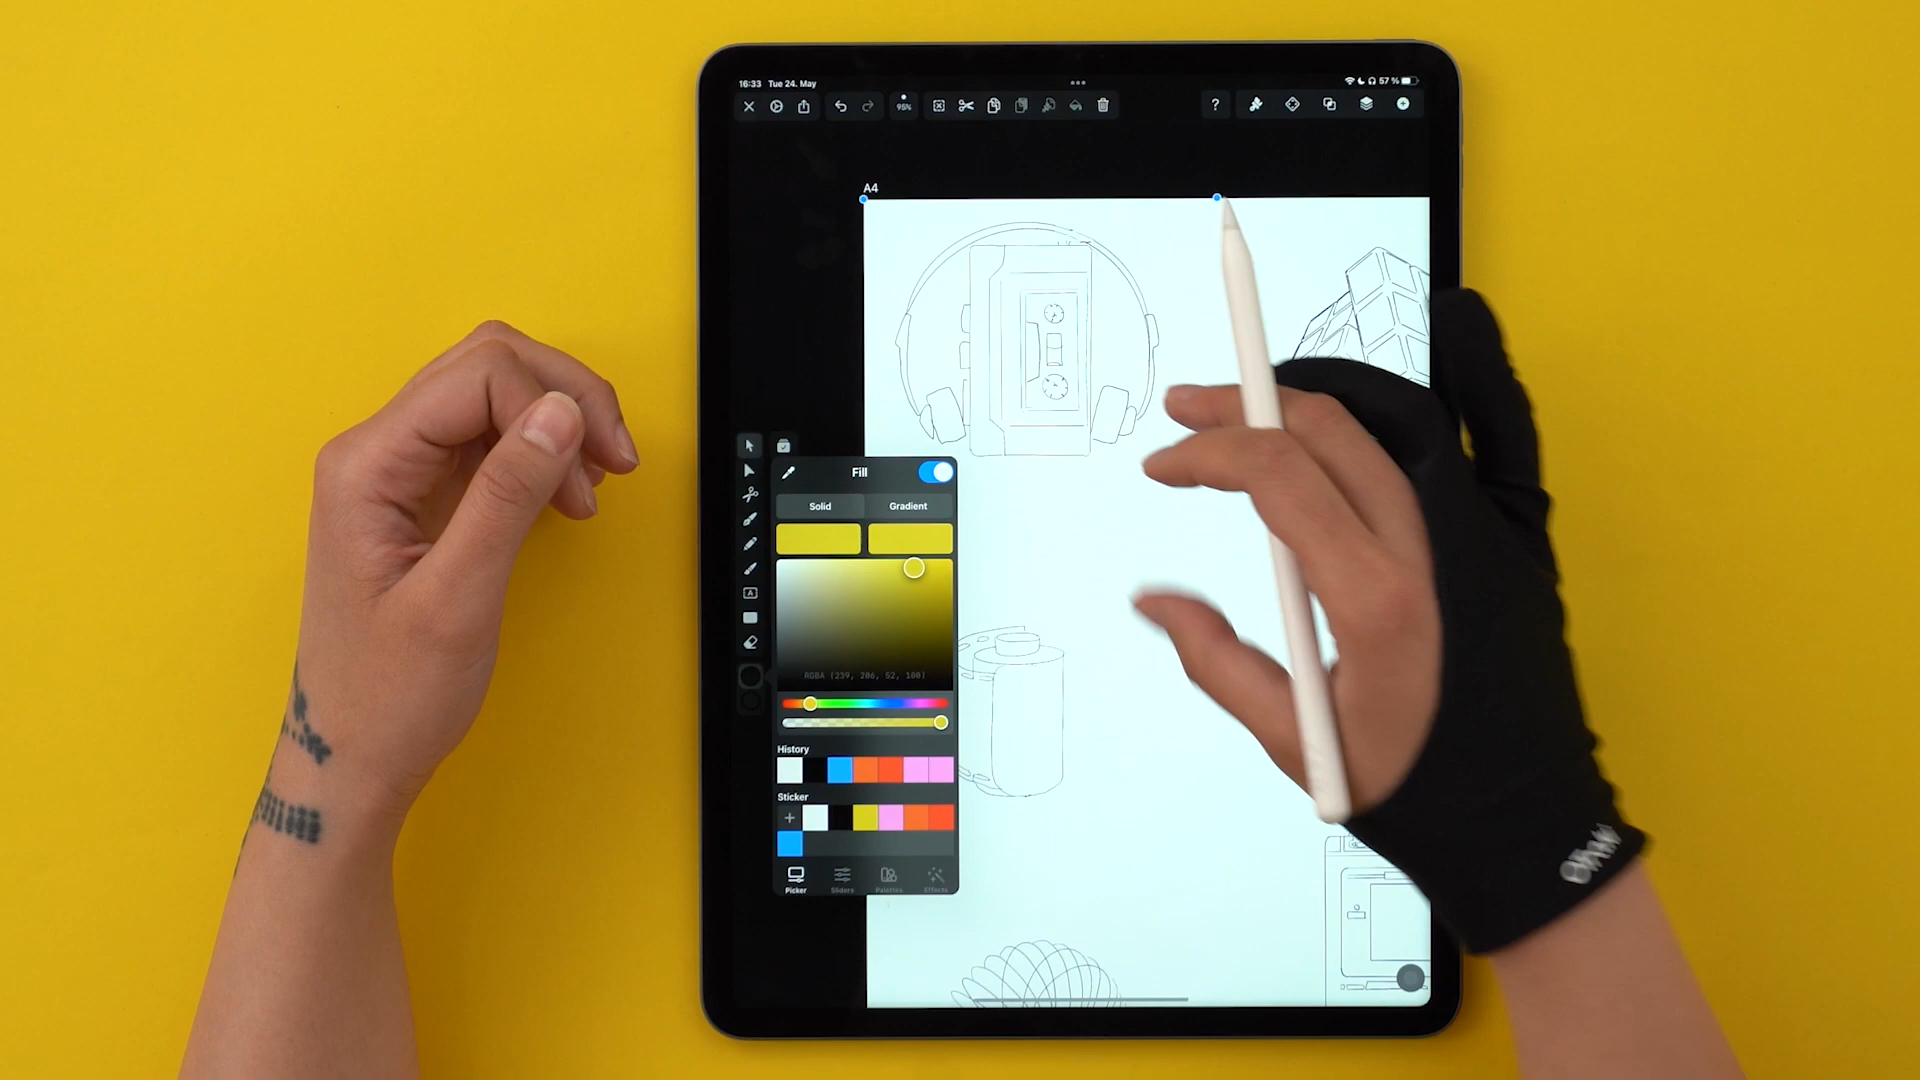 16:33 Tue 24. May
57 %
95%
?
A4
Fill
Solid Gradient
RGBA (239, 206, 52, 100)
History
Sticker
Picker Sliders Palettes Effects